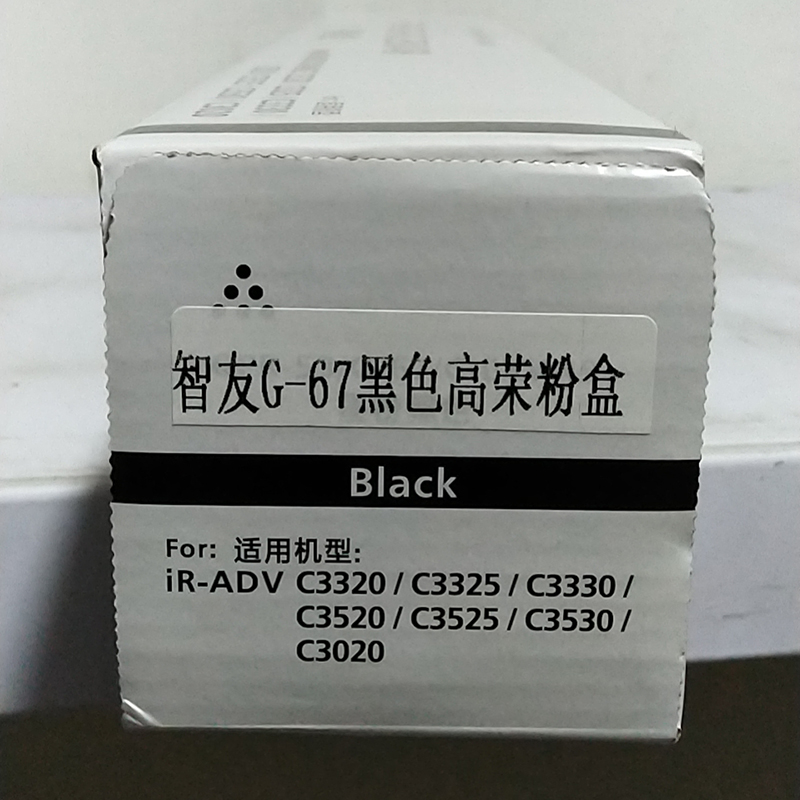 智友G-67黑色高荣粉盒
Black
For: 适用机型:
iR-ADV C3320 / C3325 / C3330 /
C3520 / C3525 / C3530 /
C3020